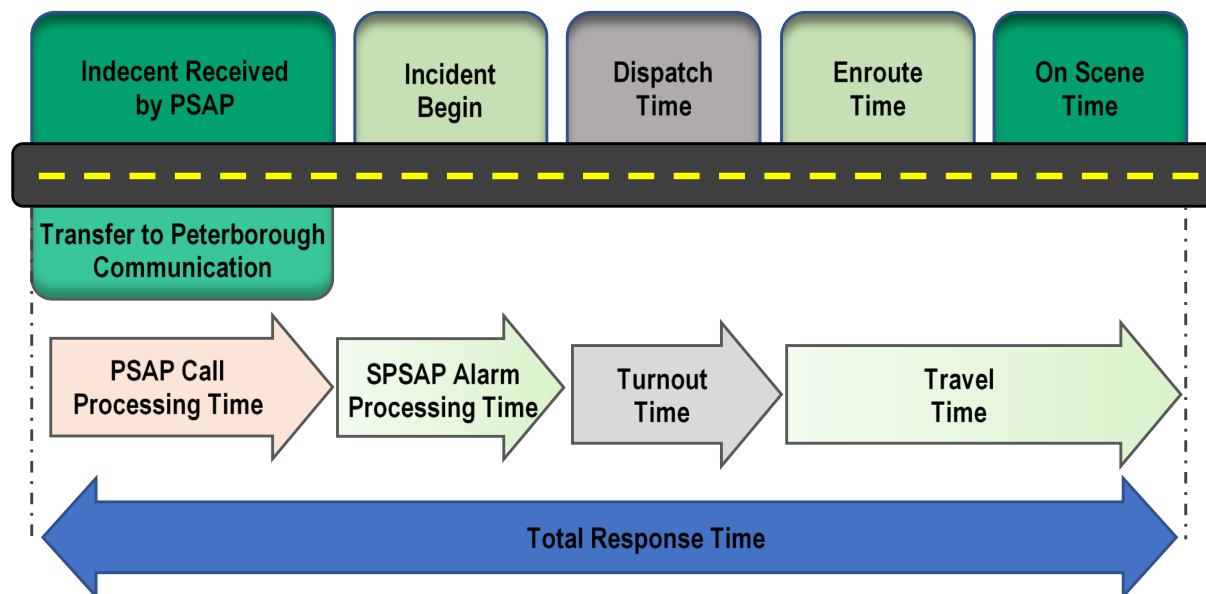 Indecent Received
by PSAP
Incident
Begin
Dispatch
Time
Enroute
Time
On Scene
Time
Transfer to Peterborough
Communication
PSAP Call
Processing Time
SPSAP Alarm
Processing Time
Turnout
Time
Travel
Time
Total Response Time